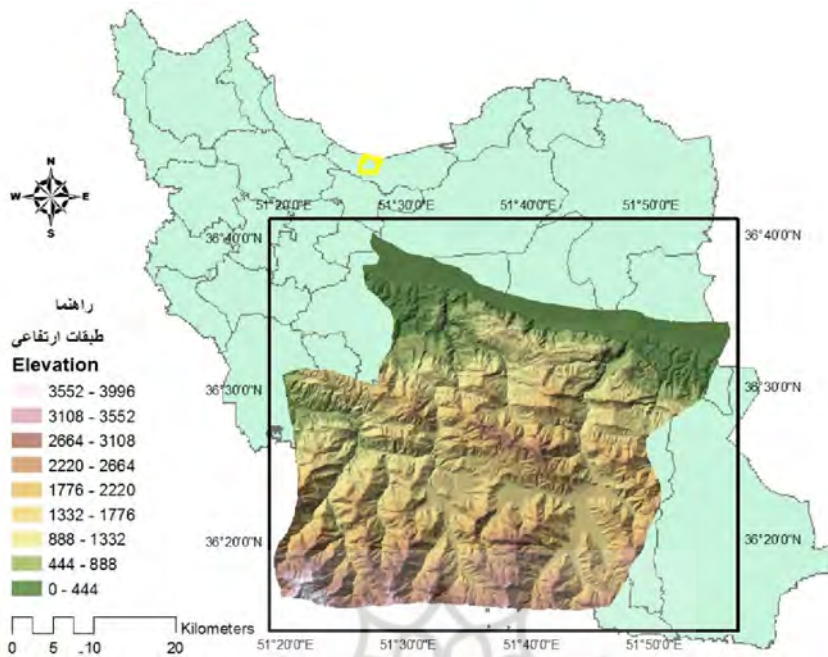 N
W E
S
51°20'0"E 51°30'0"E 51°40'0"E 51°50'0"E
36°40'0"N 36°40'0"N
راهنما
طبقات ارتفاعی
Elevation
3552 - 3996
3108 - 3552
2664 - 3108
2220 - 2664
1776 - 2220
1332 - 1776
888 - 1332
444 - 888
0 - 444
36°30'0"N 36°30'0"N
36°20'0"N 36°20'0"N
Kilometers
0 5 10 20
51°20'0"E 51°30'0"E 51°40'0"E 51°50'0"E